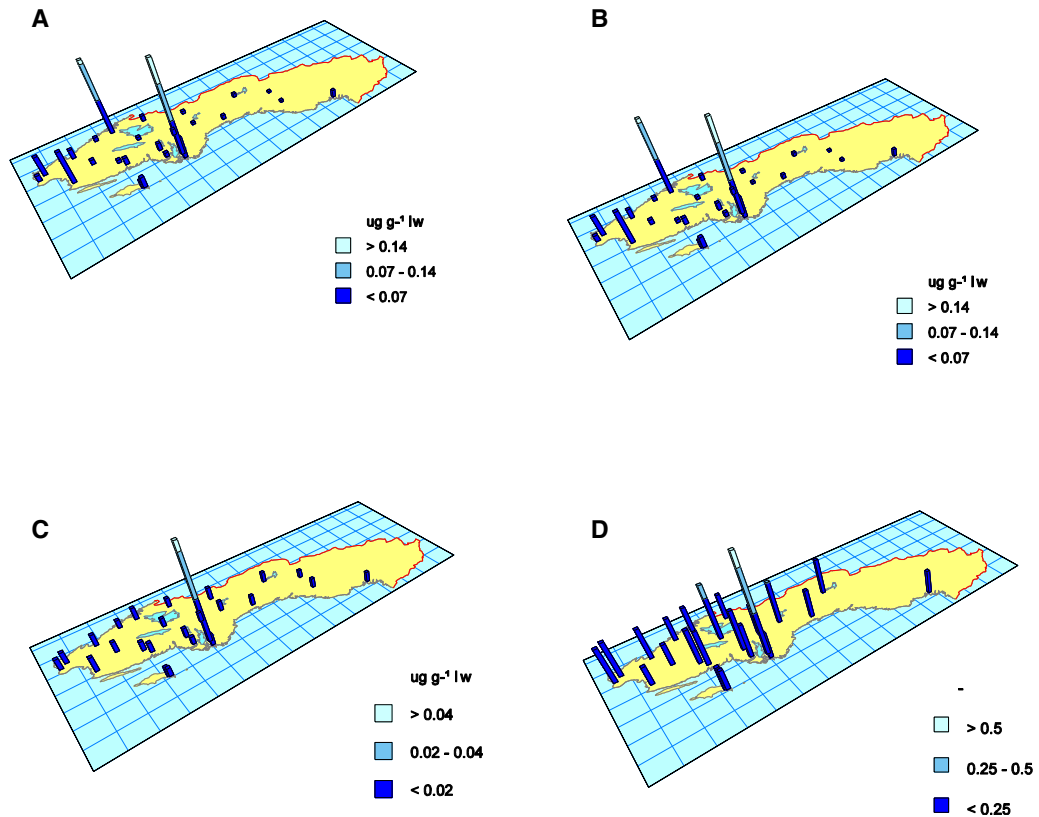 A
B
ug g⁻¹ lw
> 0.14
0.07 - 0.14
< 0.07
ug g⁻¹ lw
> 0.14
0.07 - 0.14
< 0.07
C
D
ug g⁻¹ lw
> 0.04
0.02 - 0.04
< 0.02
-
> 0.5
0.25 - 0.5
< 0.25